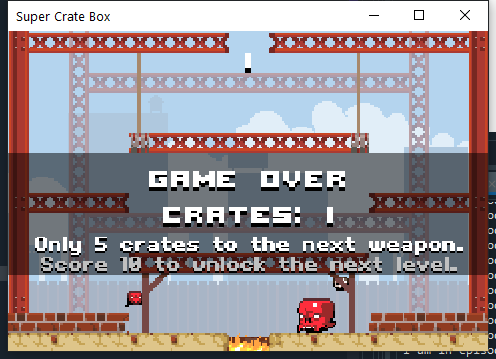 Super Crate Box
GAME OVER
CRATES: 1
Only 5 crates to the next weapon.
Score 10 to unlock the next level.